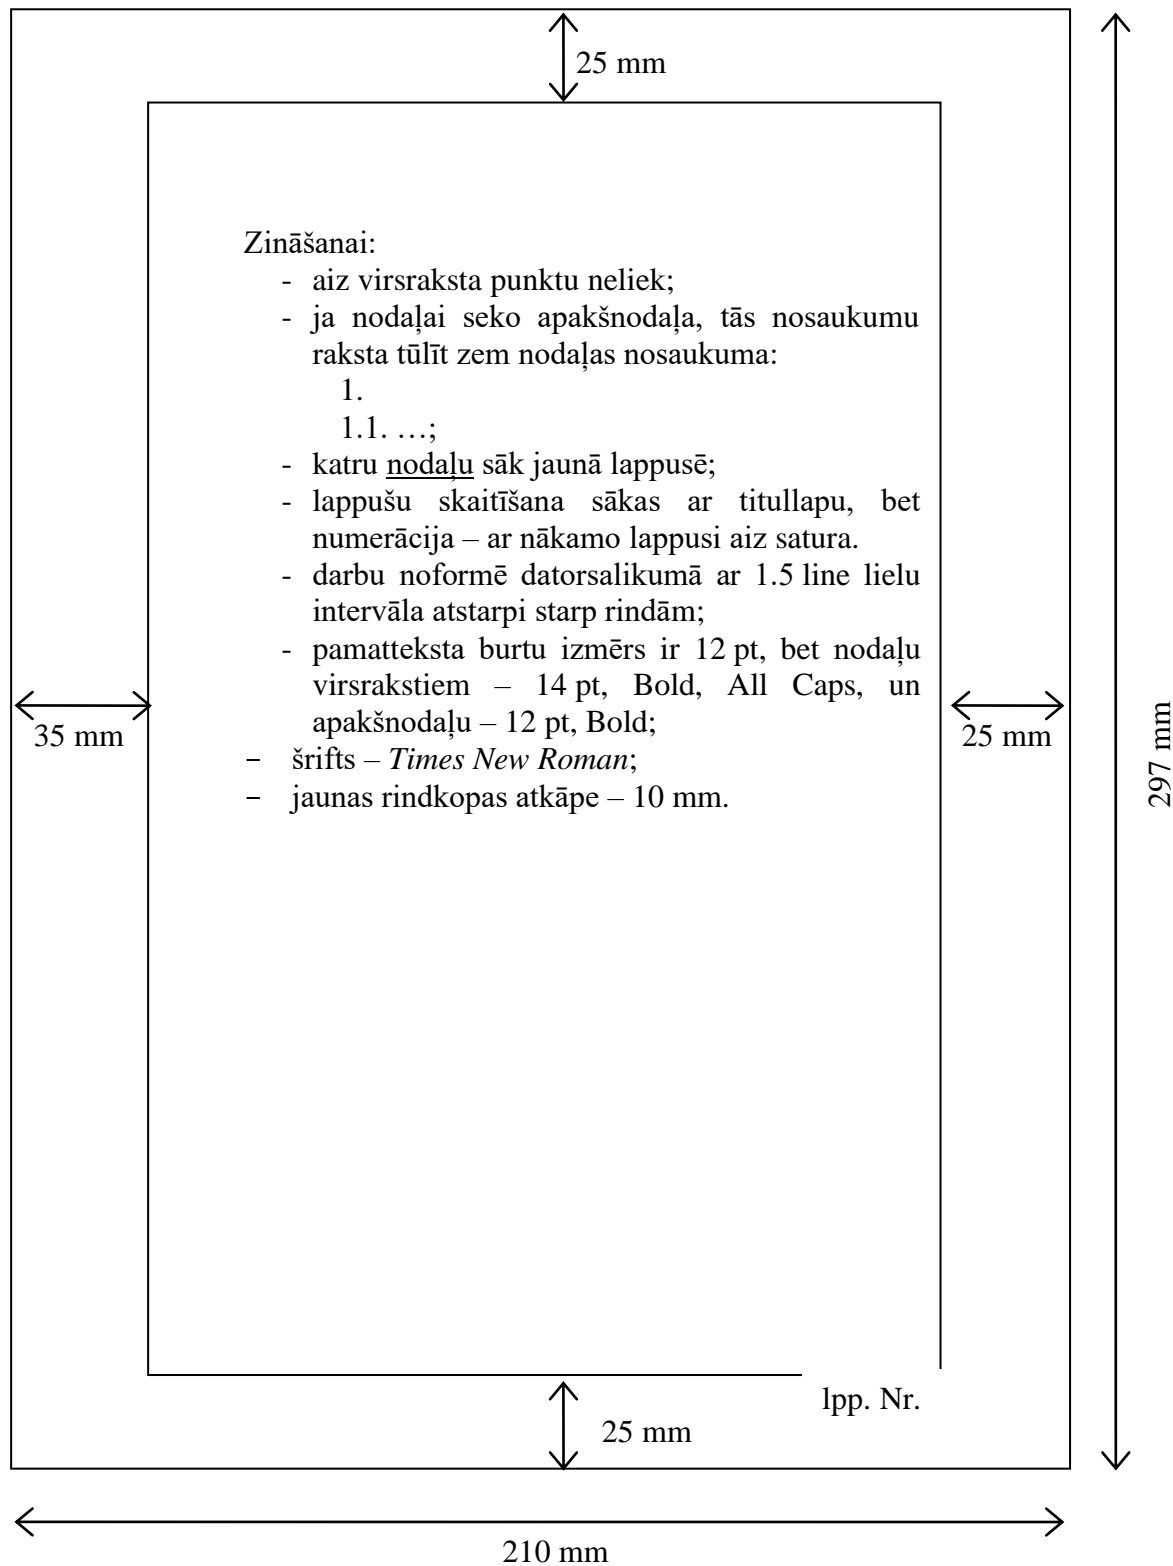 25 mm
Zināšanai:
- aiz virsraksta punktu neliek;
- ja nodaļai seko apakšnodaļa, tās nosaukumu
raksta tūlīt zem nodaļas nosaukuma:
1.
1.1. …;
- katru nodaļu sāk jaunā lappusē;
- lappušu skaitīšana sākas ar titullapu, bet
numerācija – ar nākamo lappusi aiz satura.
- darbu noformē datorsalikumā ar 1.5 line lielu
intervāla atstarpi starp rindām;
- pamatteksta burtu izmērs ir 12 pt, bet nodaļu
virsrakstiem – 14 pt, Bold, All Caps, un
apakšnodaļu – 12 pt, Bold;
– šrifts – Times New Roman;
– jaunas rindkopas atkāpe – 10 mm.
35 mm
25 mm
297 mm
lpp. Nr.
25 mm
210 mm